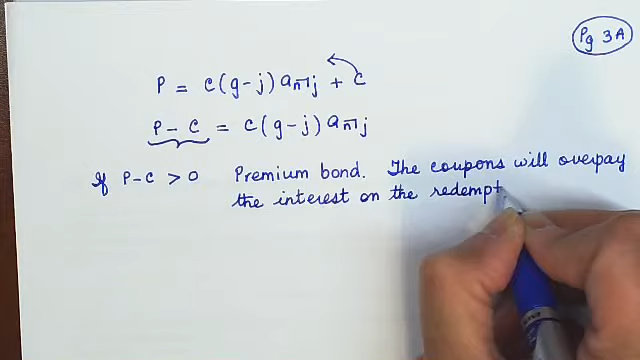 Pg 3A
P = C(g-j) a n̅| j + C
P - C = C(g-j) a n̅| j
If P-C > 0 Premium bond. The coupons will overpay
the interest on the redempt